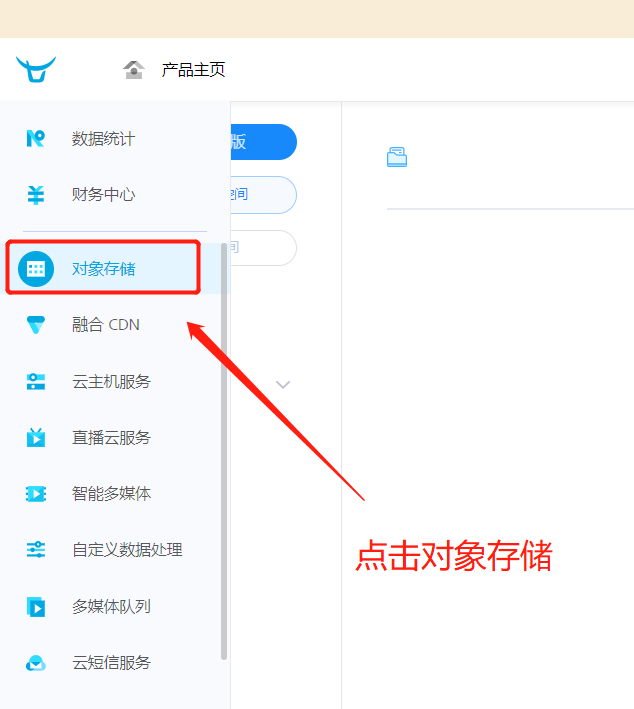 产品主页
数据统计
版
财务中心
空间
对象存储
间
融合 CDN
云主机服务
直播云服务
智能多媒体
自定义数据处理
点击对象存储
多媒体队列
云短信服务